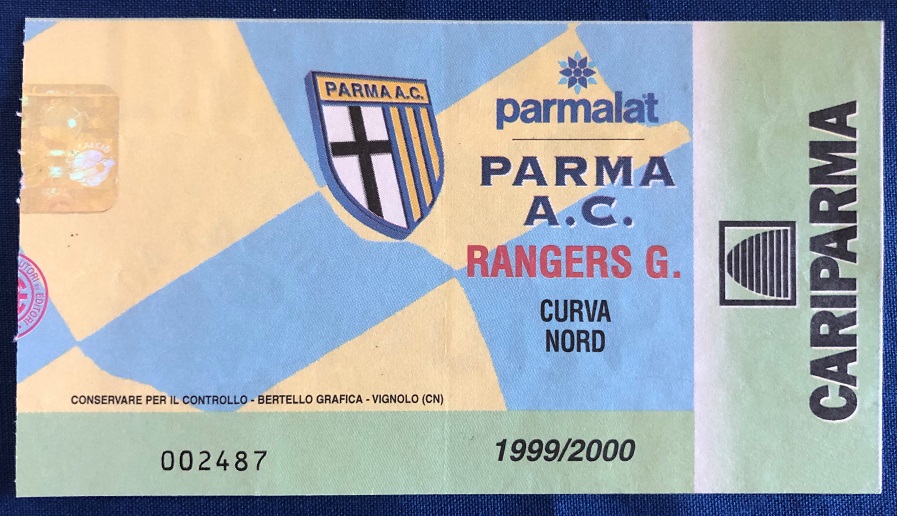 PARMA A.C.
parmalat
PARMA
A.C.
RANGERS G.
CURVA
NORD
CONSERVARE PER IL CONTROLLO - BERTELLO GRAFICA - VIGNOLO (CN)
002487
1999/2000
CARIPARMA